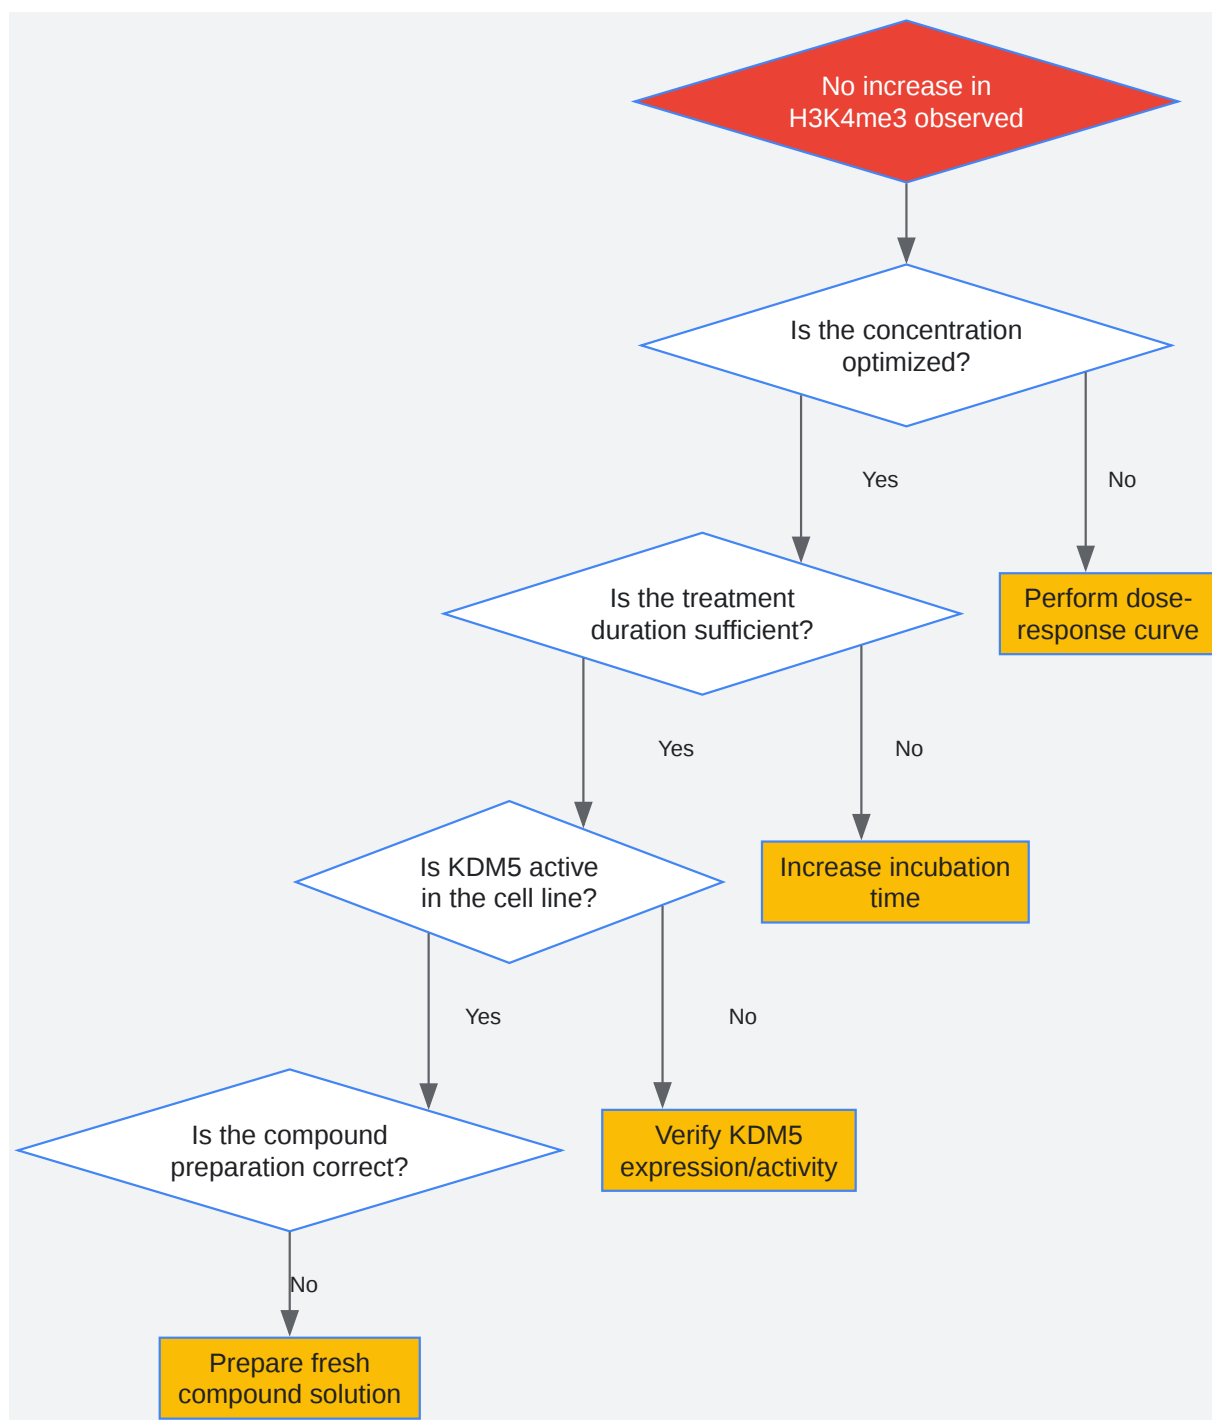 No increase in
H3K4me3 observed
Is the concentration
optimized?
Yes
No
Is the treatment
duration sufficient?
Perform dose-
response curve
Yes
No
Is KDM5 active
in the cell line?
Increase incubation
time
Yes
No
Is the compound
preparation correct?
Verify KDM5
expression/activity
No
Prepare fresh
compound solution